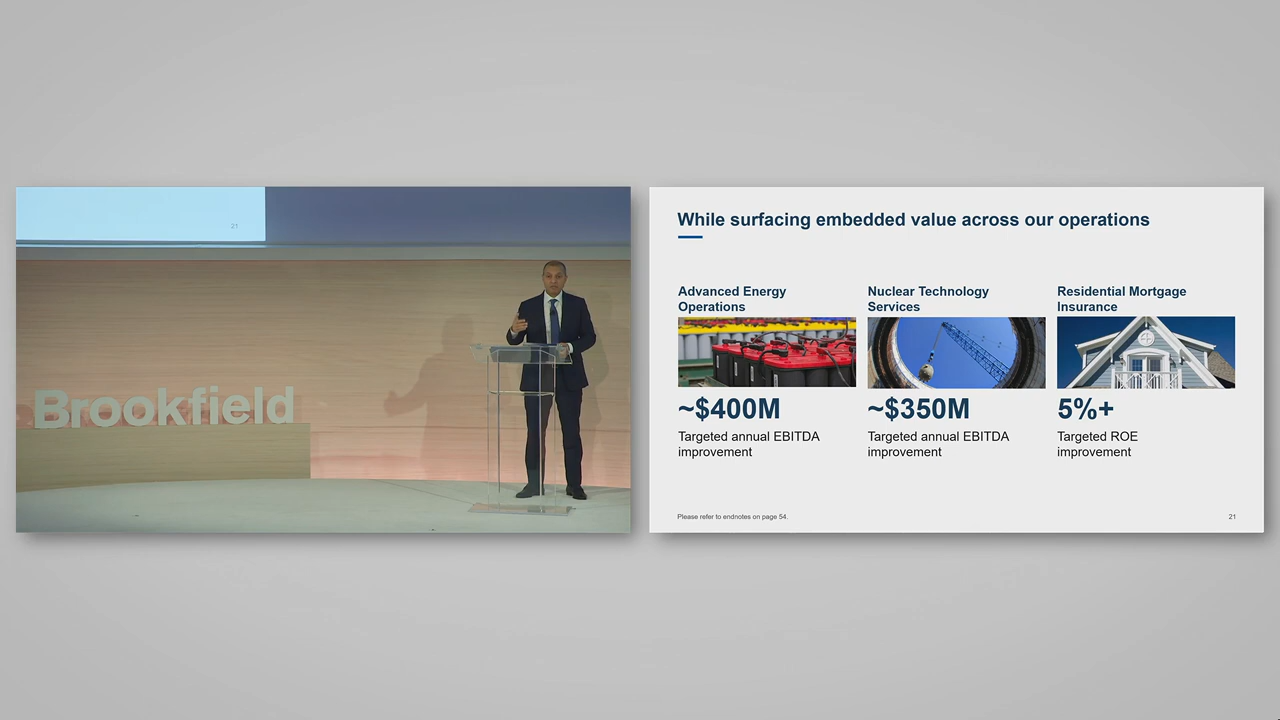 21
Brookfield
While surfacing embedded value across our operations
Advanced Energy
Operations
~$400M
Targeted annual EBITDA
improvement
Nuclear Technology
Services
~$350M
Targeted annual EBITDA
improvement
Residential Mortgage
Insurance
5%+
Targeted ROE
improvement
Please refer to endnotes on page 54.
21